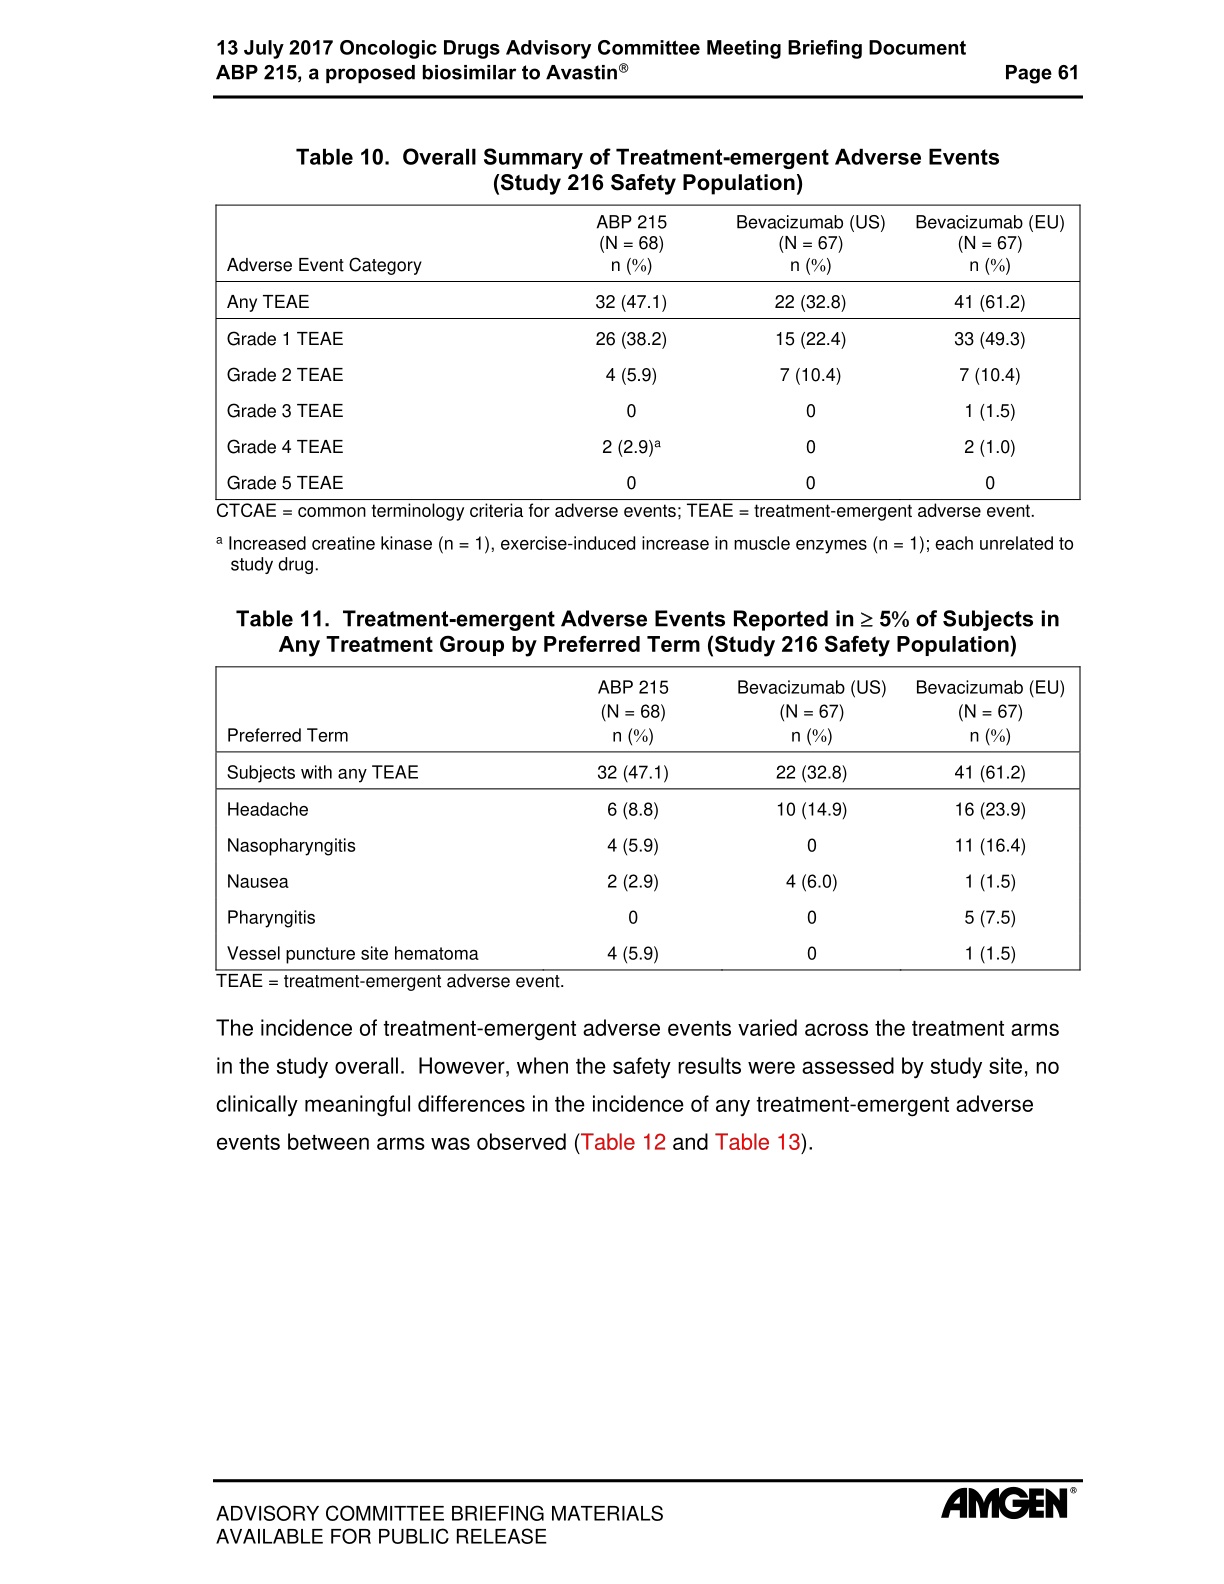 13 July 2017 Oncologic Drugs Advisory Committee Meeting Briefing Document
ABP 215, a proposed biosimilar to Avastin® Page 61
Table 10. Overall Summary of Treatment-emergent Adverse Events
(Study 216 Safety Population)
ABP 215 Bevacizumab (US) Bevacizumab (EU)
(N = 68) (N = 67) (N = 67)
Adverse Event Category n (%) n (%) n (%)
Any TEAE 32 (47.1) 22 (32.8) 41 (61.2)
Grade 1 TEAE 26 (38.2) 15 (22.4) 33 (49.3)
Grade 2 TEAE 4 (5.9) 7 (10.4) 7 (10.4)
Grade 3 TEAE 0 0 1 (1.5)
Grade 4 TEAE 2 (2.9)ᵃ 0 2 (1.0)
Grade 5 TEAE 0 0 0
CTCAE = common terminology criteria for adverse events; TEAE = treatment-emergent adverse event.
ᵃ Increased creatine kinase (n = 1), exercise-induced increase in muscle enzymes (n = 1); each unrelated to
study drug.
Table 11. Treatment-emergent Adverse Events Reported in ≥ 5% of Subjects in
Any Treatment Group by Preferred Term (Study 216 Safety Population)
ABP 215 Bevacizumab (US) Bevacizumab (EU)
(N = 68) (N = 67) (N = 67)
Preferred Term n (%) n (%) n (%)
Subjects with any TEAE 32 (47.1) 22 (32.8) 41 (61.2)
Headache 6 (8.8) 10 (14.9) 16 (23.9)
Nasopharyngitis 4 (5.9) 0 11 (16.4)
Nausea 2 (2.9) 4 (6.0) 1 (1.5)
Pharyngitis 0 0 5 (7.5)
Vessel puncture site hematoma 4 (5.9) 0 1 (1.5)
TEAE = treatment-emergent adverse event.
The incidence of treatment-emergent adverse events varied across the treatment arms
in the study overall. However, when the safety results were assessed by study site, no
clinically meaningful differences in the incidence of any treatment-emergent adverse
events between arms was observed (Table 12 and Table 13).
ADVISORY COMMITTEE BRIEFING MATERIALS
AVAILABLE FOR PUBLIC RELEASE
AMGEN®